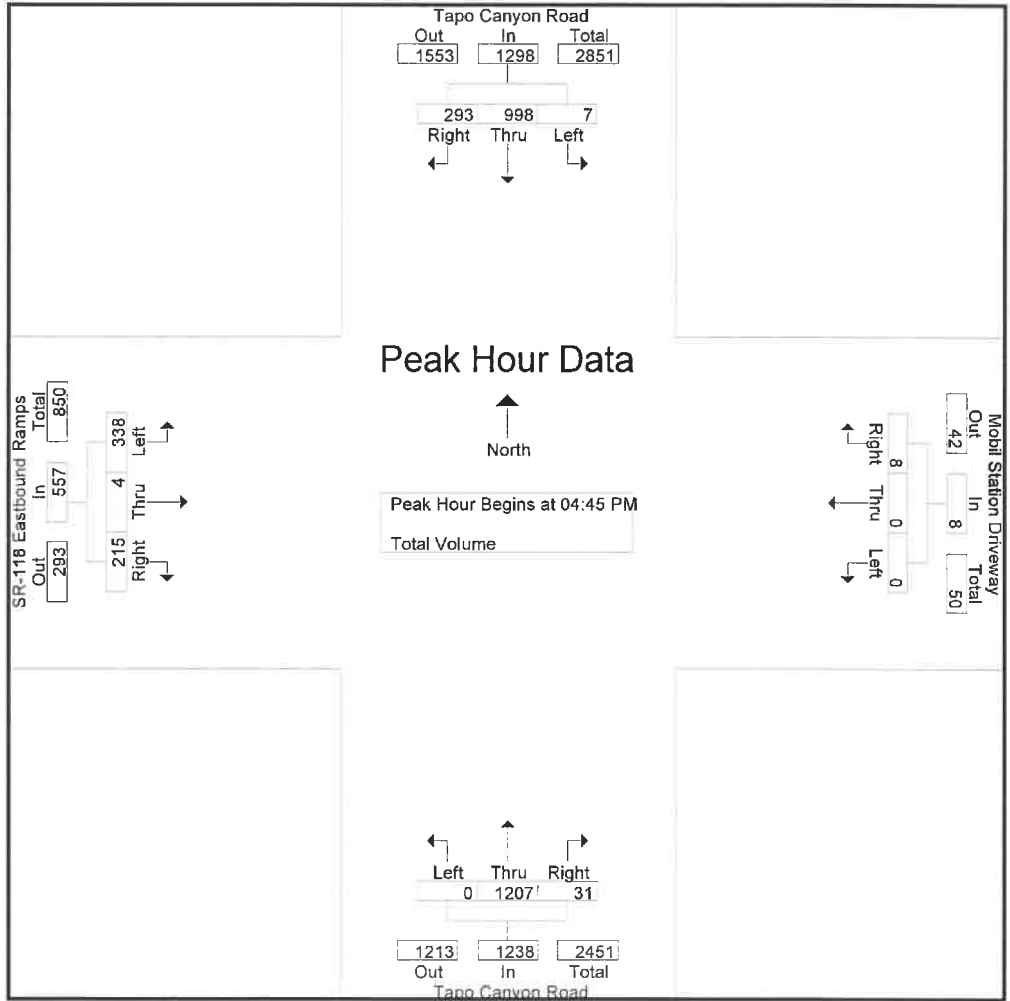 Tapo Canyon Road
Out In Total
1553 1298 2851
293 998 7
Right Thru Left
Peak Hour Data
North
Peak Hour Begins at 04:45 PM
Total Volume
SR-118 Eastbound Ramps
Total In Out
850 557 293
338 4 215
Left Thru Right
Mobil Station Driveway
Out In Total
42 8 50
8 0 0
Right Thru Left
Left Thru Right
0 1207 31
1213 1238 2451
Out In Total
Tapo Canyon Road